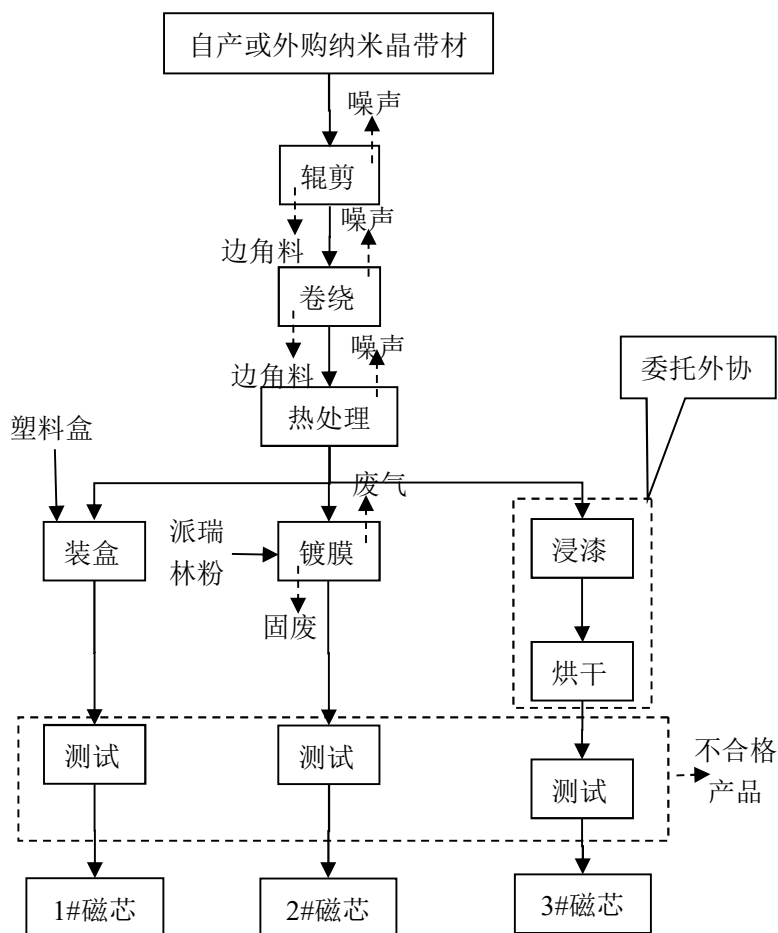 自产或外购纳米晶带材
噪声
辊剪
噪声
边角料
卷绕
噪声
边角料
委托外协
热处理
塑料盒
废气
装盒
派瑞
林粉
镀膜
浸漆
固废
烘干
测试
测试
测试
不合格
产品
1#磁芯
2#磁芯
3#磁芯